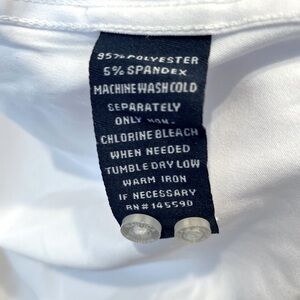 95% POLYESTER
5% SPANDEX
MACHINE WASH COLD
SEPARATELY
ONLY NON-
CHLORINE BLEACH
WHEN NEEDED
TUMBLE DRY LOW
WARM IRON
IF NECESSARY
RN# 145590